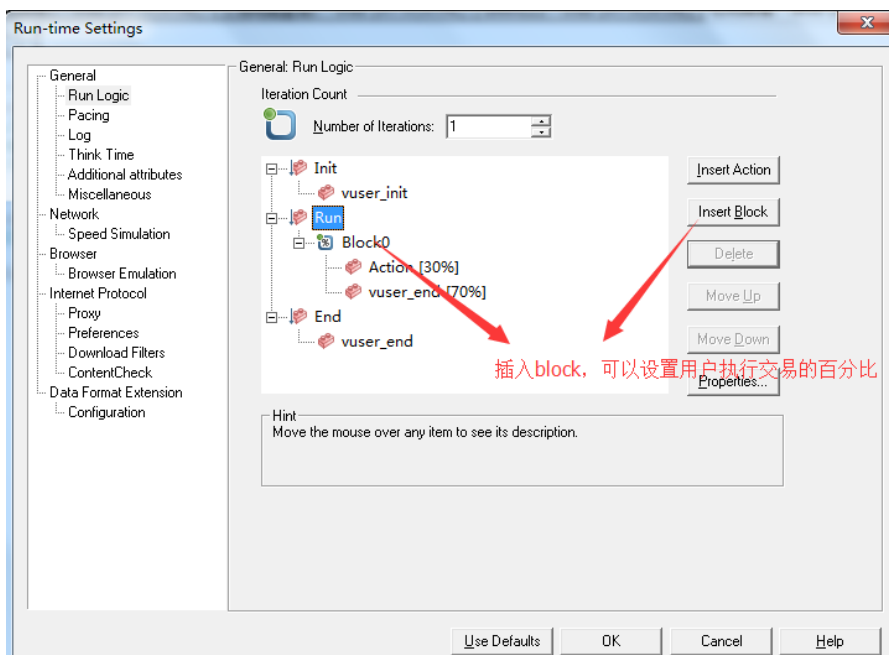 Run-time Settings
General
Run Logic
Pacing
Log
Think Time
Additional attributes
Miscellaneous
Network
Speed Simulation
Browser
Browser Emulation
Internet Protocol
Proxy
Preferences
Download Filters
ContentCheck
Data Format Extension
Configuration
General: Run Logic
Iteration Count
Number of Iterations: 1
Init
vuser_init
Run
Block0
Action [30%]
vuser_end [70%]
End
vuser_end
Insert Action
Insert Block
Delete
Move Up
Move Down
插入block，可以设置用户执行交易的百分比
Properties...
Hint
Move the mouse over any item to see its description.
Use Defaults OK Cancel Help